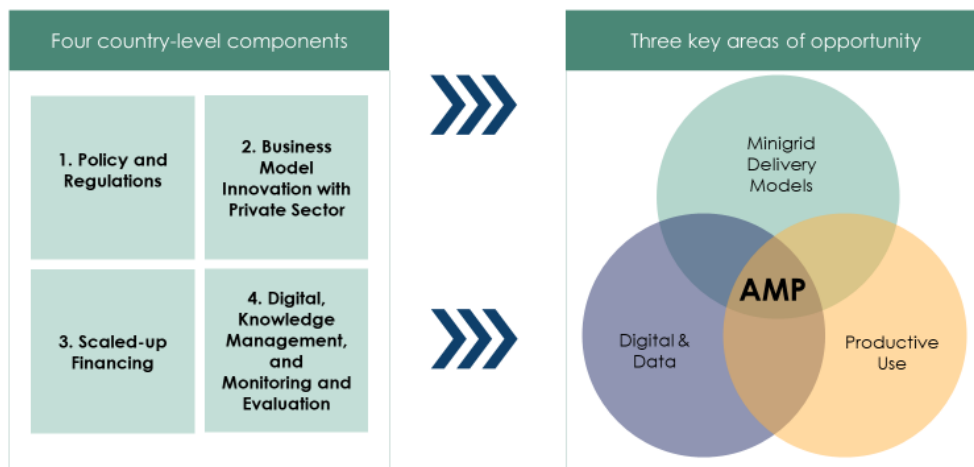 Four country-level components
1. Policy and
Regulations
2. Business
Model
Innovation with
Private Sector
3. Scaled-up
Financing
4. Digital,
Knowledge
Management,
and
Monitoring and
Evaluation
Three key areas of opportunity
Minigrid
Delivery
Models
AMP
Digital &
Data
Productive
Use